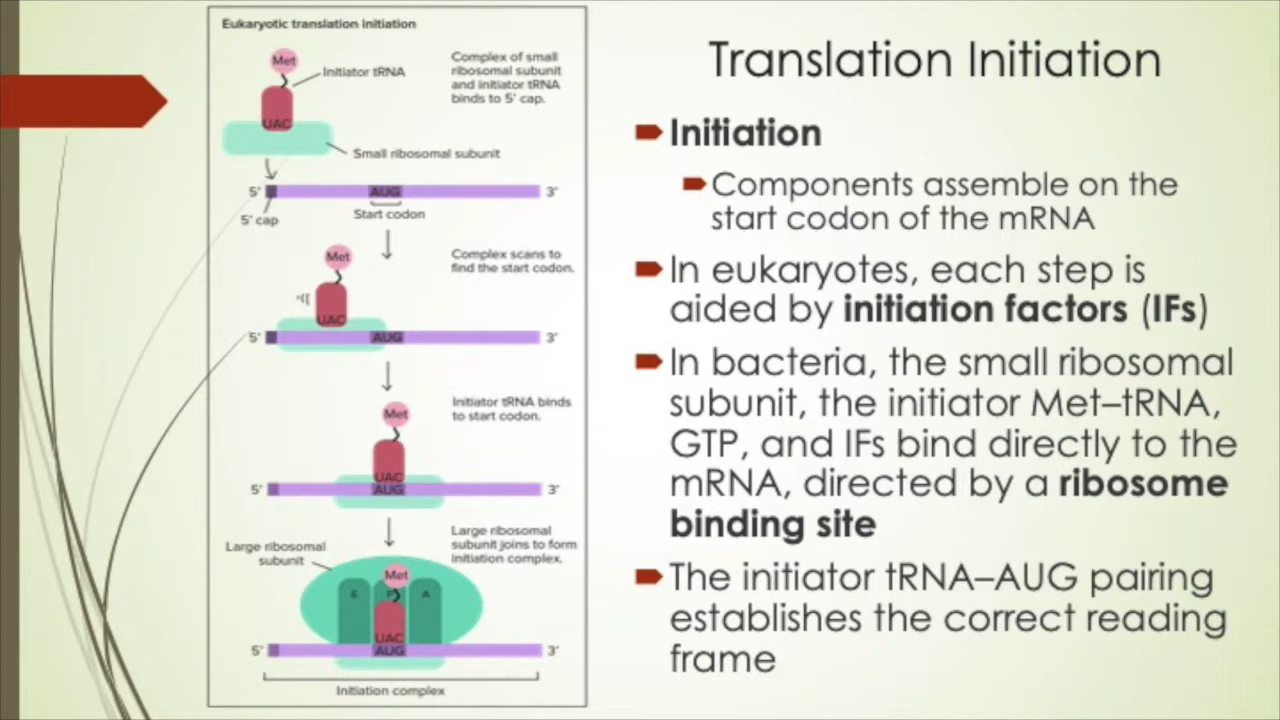 Eukaryotic translation initiation
Met
Initiator tRNA
Complex of small
ribosomal subunit
and initiator tRNA
binds to 5' cap.
UAC
Small ribosomal subunit
5'
AUG
3'
5' cap
Start codon
Met
Complex scans to
find the start codon.
UAC
5'
AUG
3'
Initiator tRNA binds
to start codon.
Met
UAC
5'
AUG
3'
Large ribosomal
subunit
Large ribosomal
subunit joins to form
initiation complex.
Met
E
P
A
UAC
5'
AUG
3'
Initiation complex
Translation Initiation
Initiation
Components assemble on the
start codon of the mRNA
In eukaryotes, each step is
aided by initiation factors (IFs)
In bacteria, the small ribosomal
subunit, the initiator Met–tRNA,
GTP, and IFs bind directly to the
mRNA, directed by a ribosome
binding site
The initiator tRNA–AUG pairing
establishes the correct reading
frame